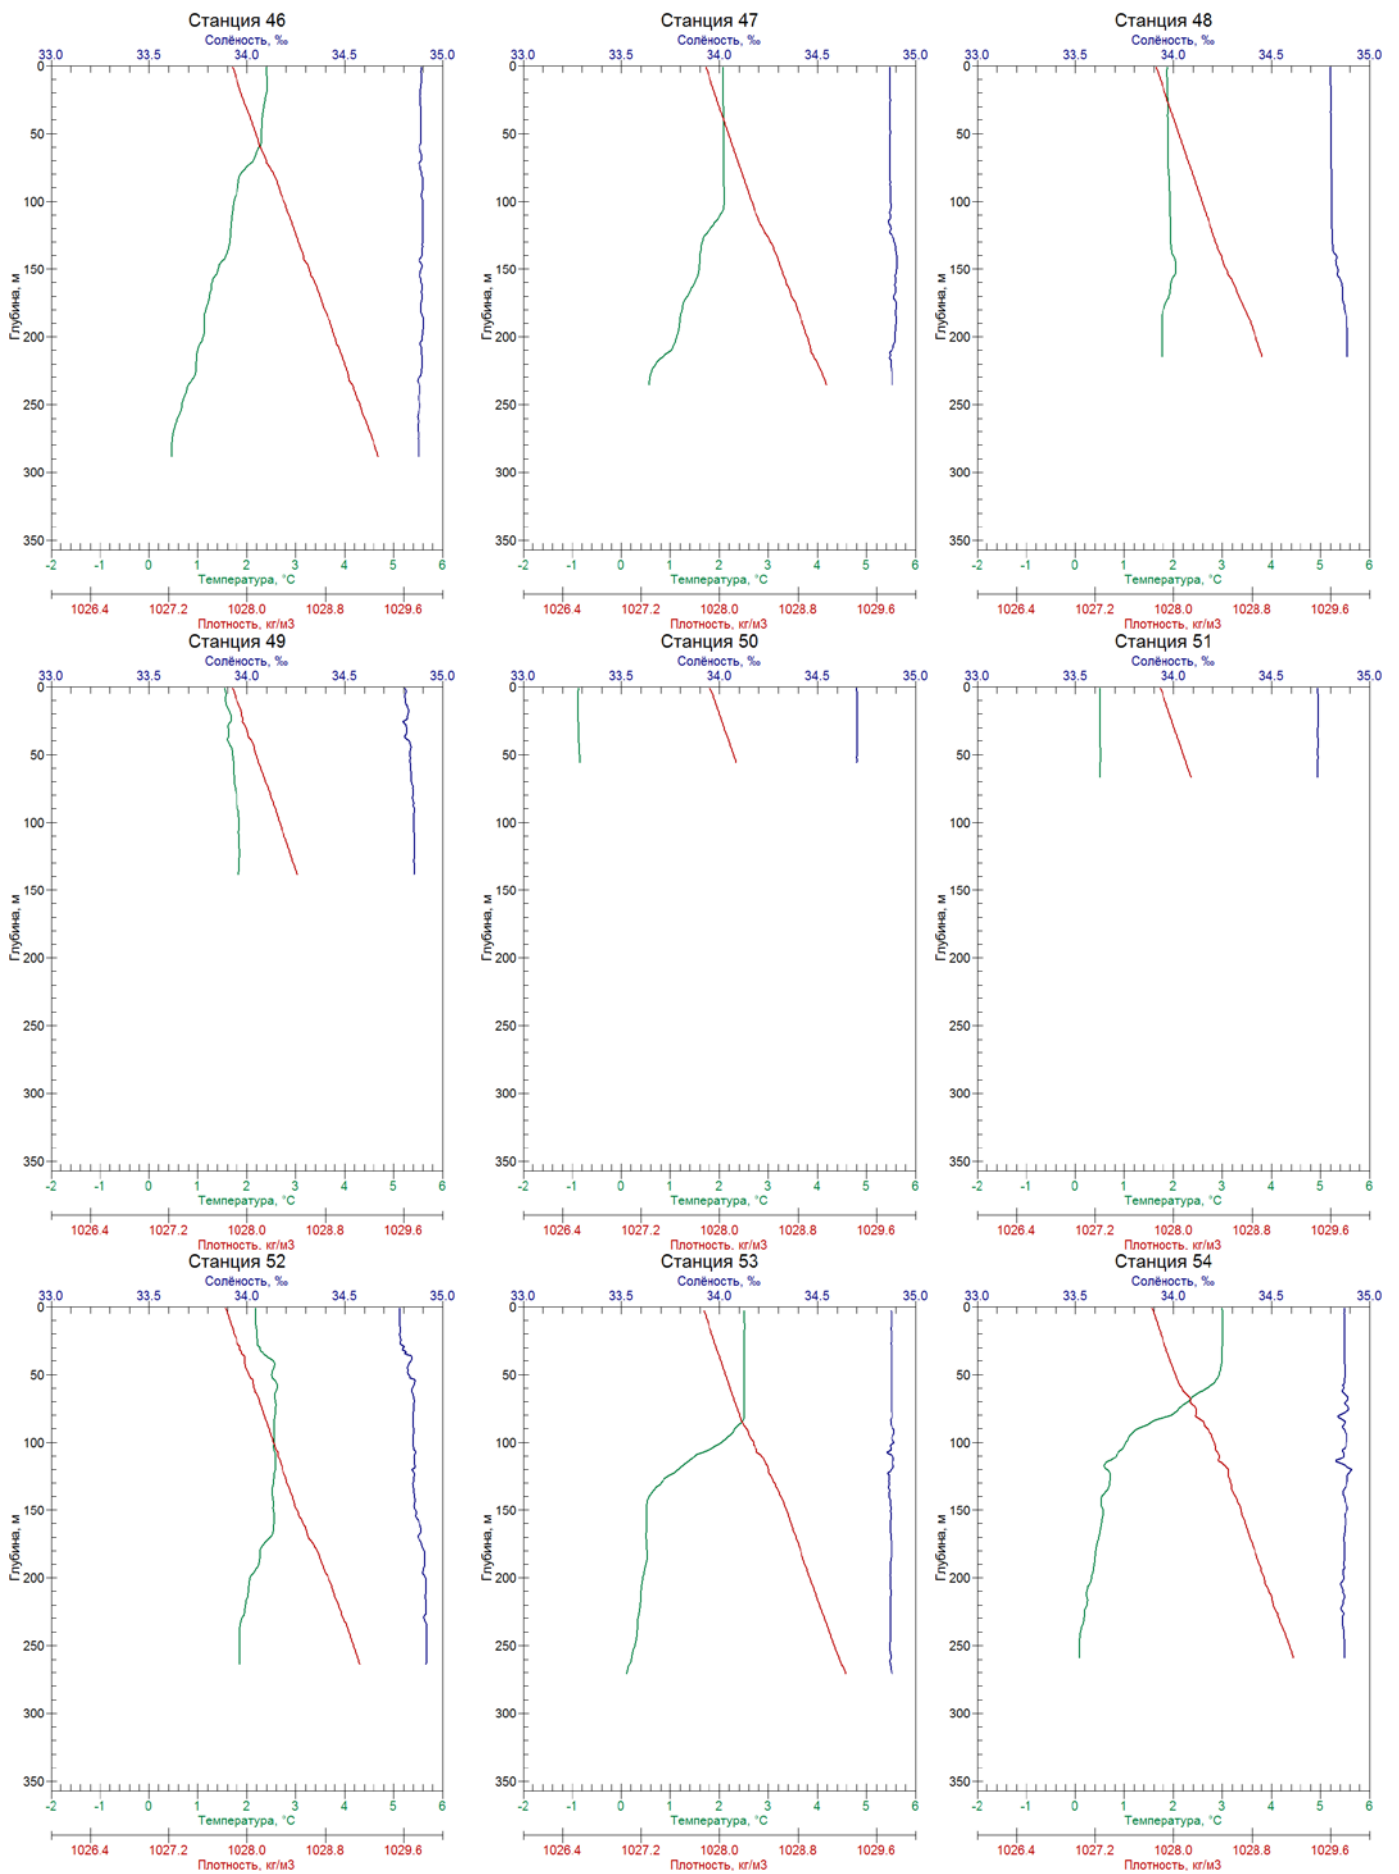 Станция 46
Солёность, ‰
33.0 33.5 34.0 34.5 35.0
0
50
100
150
200
250
300
350
Глубина, м
-2 -1 0 1 2 3 4 5 6
Температура, °C
1026.4 1027.2 1028.0 1028.8 1029.6
Плотность, кг/м3
Станция 47
Солёность, ‰
33.0 33.5 34.0 34.5 35.0
0
50
100
150
200
250
300
350
Глубина, м
-2 -1 0 1 2 3 4 5 6
Температура, °C
1026.4 1027.2 1028.0 1028.8 1029.6
Плотность, кг/м3
Станция 48
Солёность, ‰
33.0 33.5 34.0 34.5 35.0
0
50
100
150
200
250
300
350
Глубина, м
-2 -1 0 1 2 3 4 5 6
Температура, °C
1026.4 1027.2 1028.0 1028.8 1029.6
Плотность, кг/м3
Станция 49
Солёность, ‰
33.0 33.5 34.0 34.5 35.0
0
50
100
150
200
250
300
350
Глубина, м
-2 -1 0 1 2 3 4 5 6
Температура, °C
1026.4 1027.2 1028.0 1028.8 1029.6
Плотность, кг/м3
Станция 50
Солёность, ‰
33.0 33.5 34.0 34.5 35.0
0
50
100
150
200
250
300
350
Глубина, м
-2 -1 0 1 2 3 4 5 6
Температура, °C
1026.4 1027.2 1028.0 1028.8 1029.6
Плотность, кг/м3
Станция 51
Солёность, ‰
33.0 33.5 34.0 34.5 35.0
0
50
100
150
200
250
300
350
Глубина, м
-2 -1 0 1 2 3 4 5 6
Температура, °C
1026.4 1027.2 1028.0 1028.8 1029.6
Плотность, кг/м3
Станция 52
Солёность, ‰
33.0 33.5 34.0 34.5 35.0
0
50
100
150
200
250
300
350
Глубина, м
-2 -1 0 1 2 3 4 5 6
Температура, °C
1026.4 1027.2 1028.0 1028.8 1029.6
Плотность, кг/м3
Станция 53
Солёность, ‰
33.0 33.5 34.0 34.5 35.0
0
50
100
150
200
250
300
350
Глубина, м
-2 -1 0 1 2 3 4 5 6
Температура, °C
1026.4 1027.2 1028.0 1028.8 1029.6
Плотность, кг/м3
Станция 54
Солёность, ‰
33.0 33.5 34.0 34.5 35.0
0
50
100
150
200
250
300
350
Глубина, м
-2 -1 0 1 2 3 4 5 6
Температура, °C
1026.4 1027.2 1028.0 1028.8 1029.6
Плотность, кг/м3